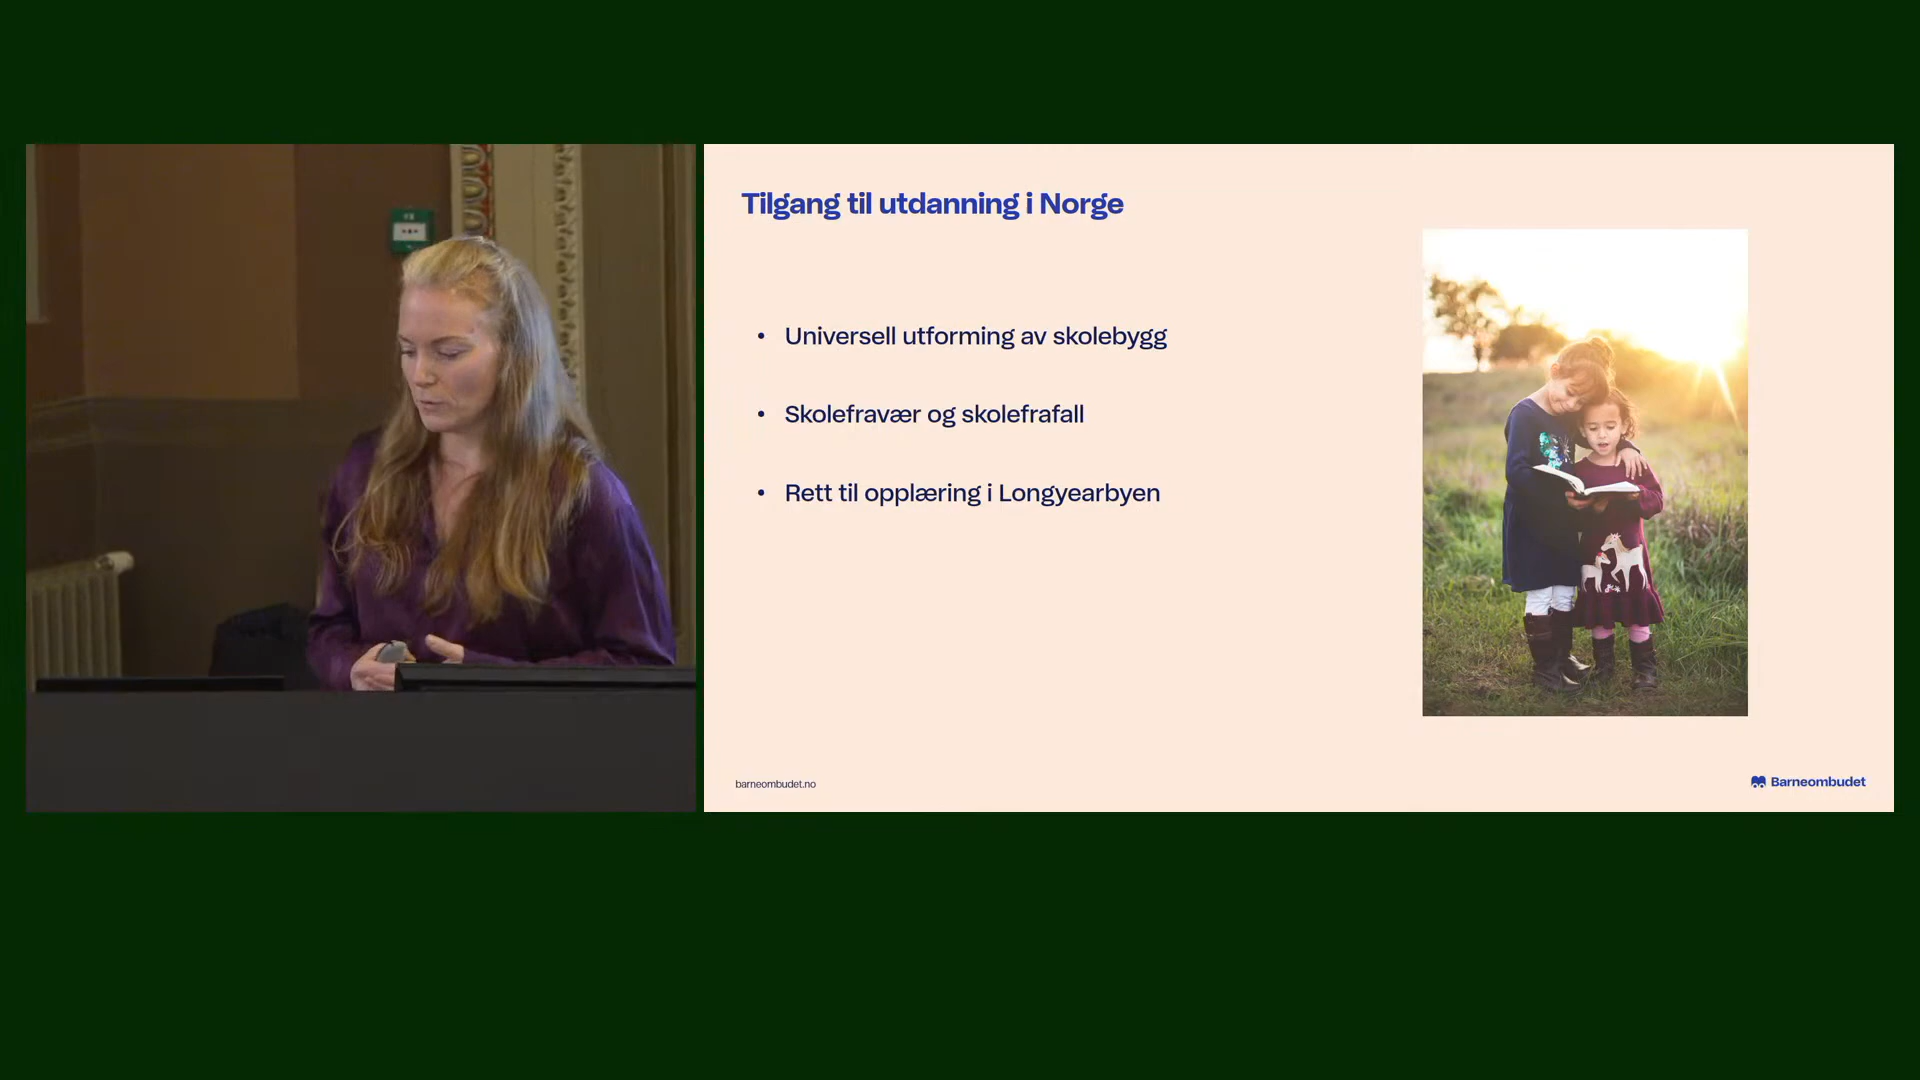 Tilgang til utdanning i Norge
• Universell utforming av skolebygg
• Skolefravær og skolefrafall
• Rett til opplæring i Longyearbyen
barneombudet.no
Barneombudet